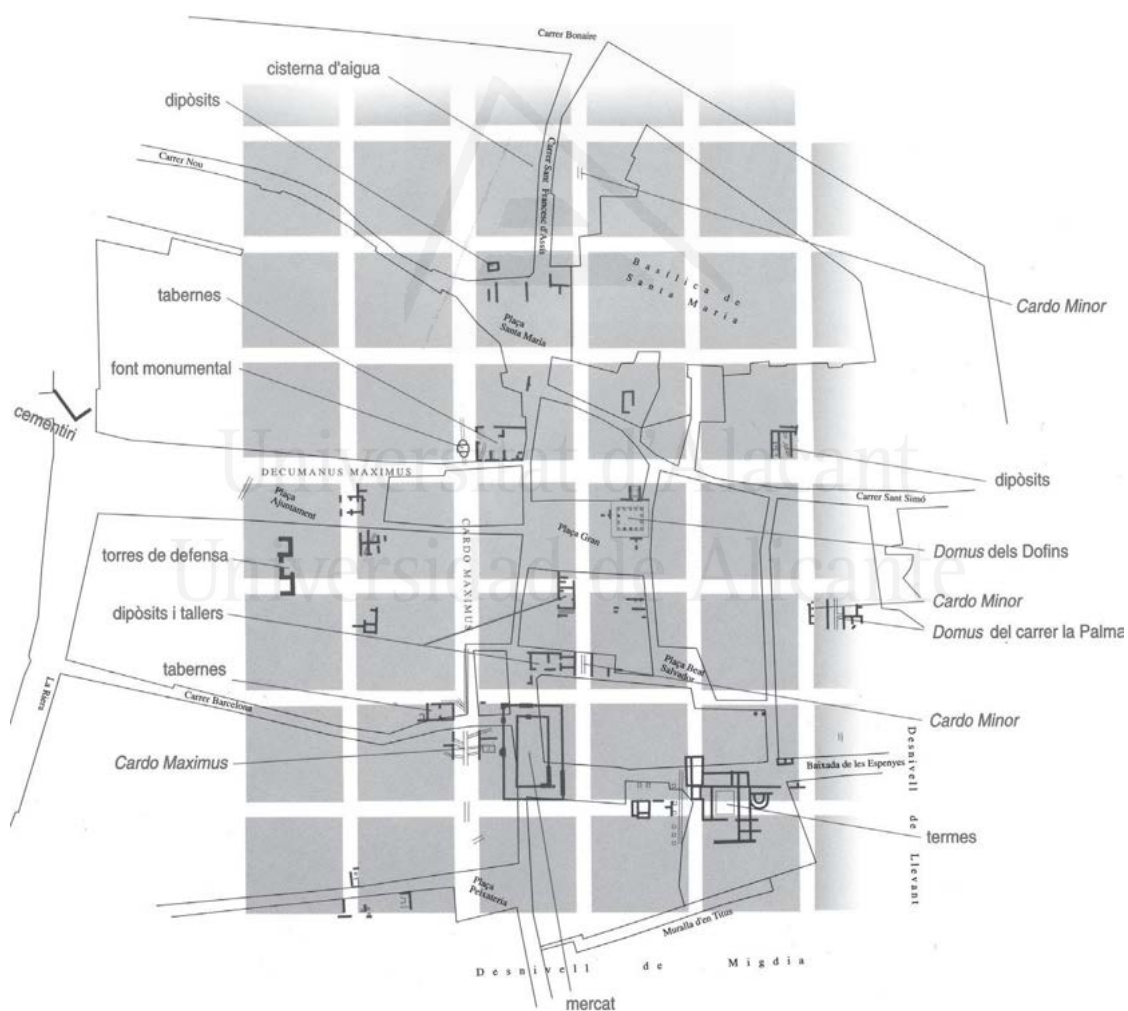 Carrer Bonaire
cisterna d'aigua
dipòsits
Carrer Nou
Carrer Sant Francesc d'Assís
Basílica de
Santa Maria
tabernes
Plaça
Santa Maria
Cardo Minor
font monumental
cementiri
Universitat d'Alacant
DECUMANUS MAXIMUS
dipòsits
Plaça
Ajuntament
Carrer Sant Simó
Plaça Gran
CARDO MAXIMUS
torres de defensa
Domus dels Dofins
Universidad de Alicante
Cardo Minor
dipòsits i tallers
Domus del carrer la Palma
Plaça Beat
Salvador
tabernes
La Riera
Carrer Barcelona
Cardo Minor
Cardo Maximus
Baixada de les Espenyes
Desnivell de Llevant
termes
Plaça
Peixateria
Muralla d'en Titus
Desnivell de Migdia
mercat